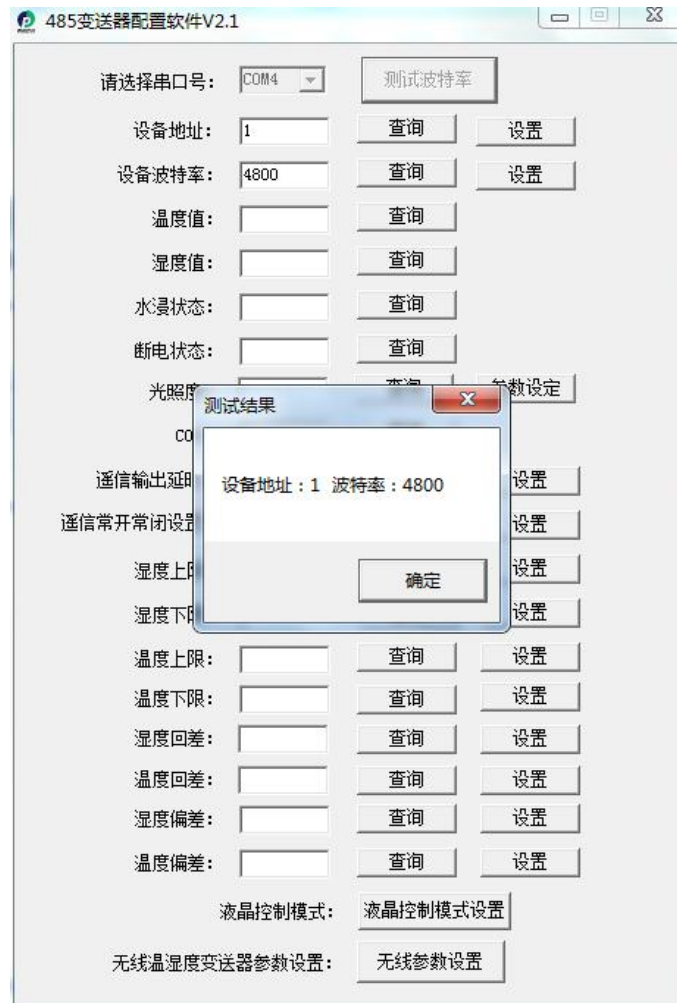 485变送器配置软件V2.1
请选择串口号: COM4 测试波特率
设备地址: 1 查询 设置
设备波特率: 4800 查询 设置
温度值: 查询
湿度值: 查询
水浸状态: 查询
断电状态: 查询
光照度 查询 参数设定
CO
测试结果
设备地址：1 波特率：4800
确定
遥信输出延时 设置
遥信常开常闭设置 设置
湿度上限 设置
湿度下限 设置
温度上限: 查询 设置
温度下限: 查询 设置
湿度回差: 查询 设置
温度回差: 查询 设置
湿度偏差: 查询 设置
温度偏差: 查询 设置
液晶控制模式: 液晶控制模式设置
无线温湿度变送器参数设置: 无线参数设置